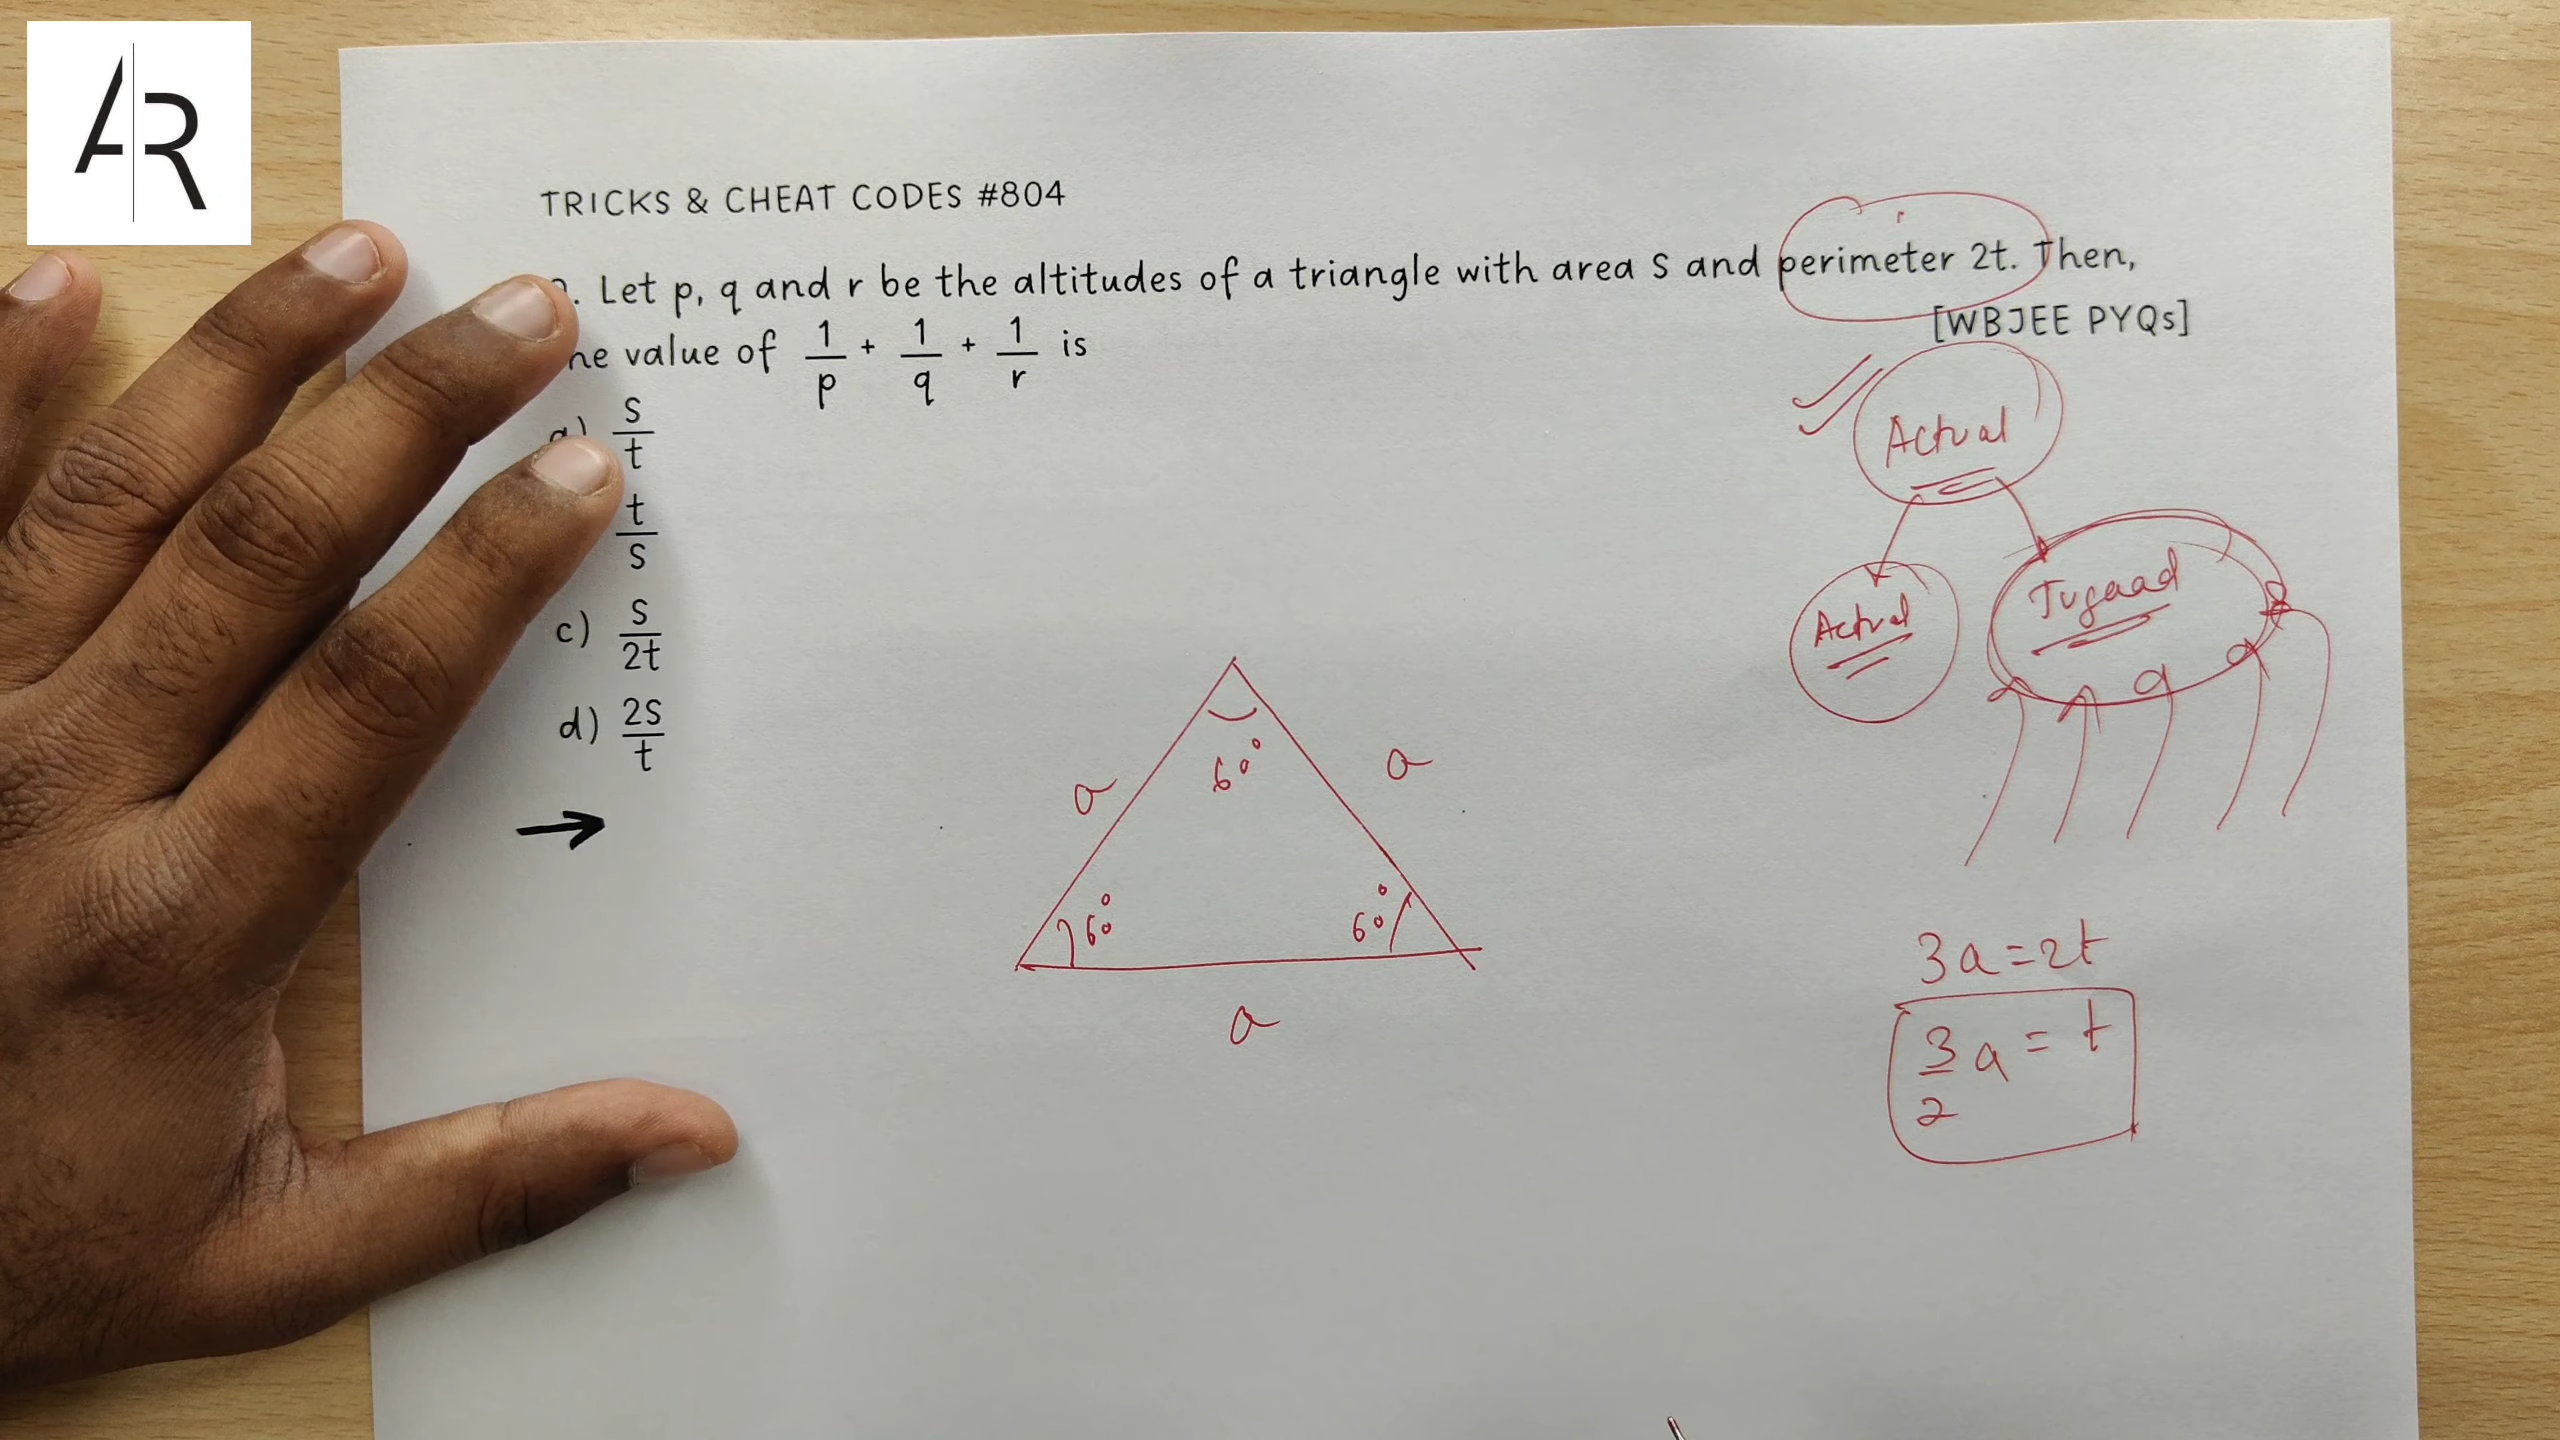 AR
TRICKS & CHEAT CODES #804
. Let p, q and r be the altitudes of a triangle with area S and perimeter 2t. Then,
value of 1/p + 1/q + 1/r is
[WBJEE PYQs]
S/t
t/S
c) S/2t
d) 2S/t
→
Actual
Actual
Jugaad
60°
a
a
60°
60°
a
3a=2t
3/2 a = t